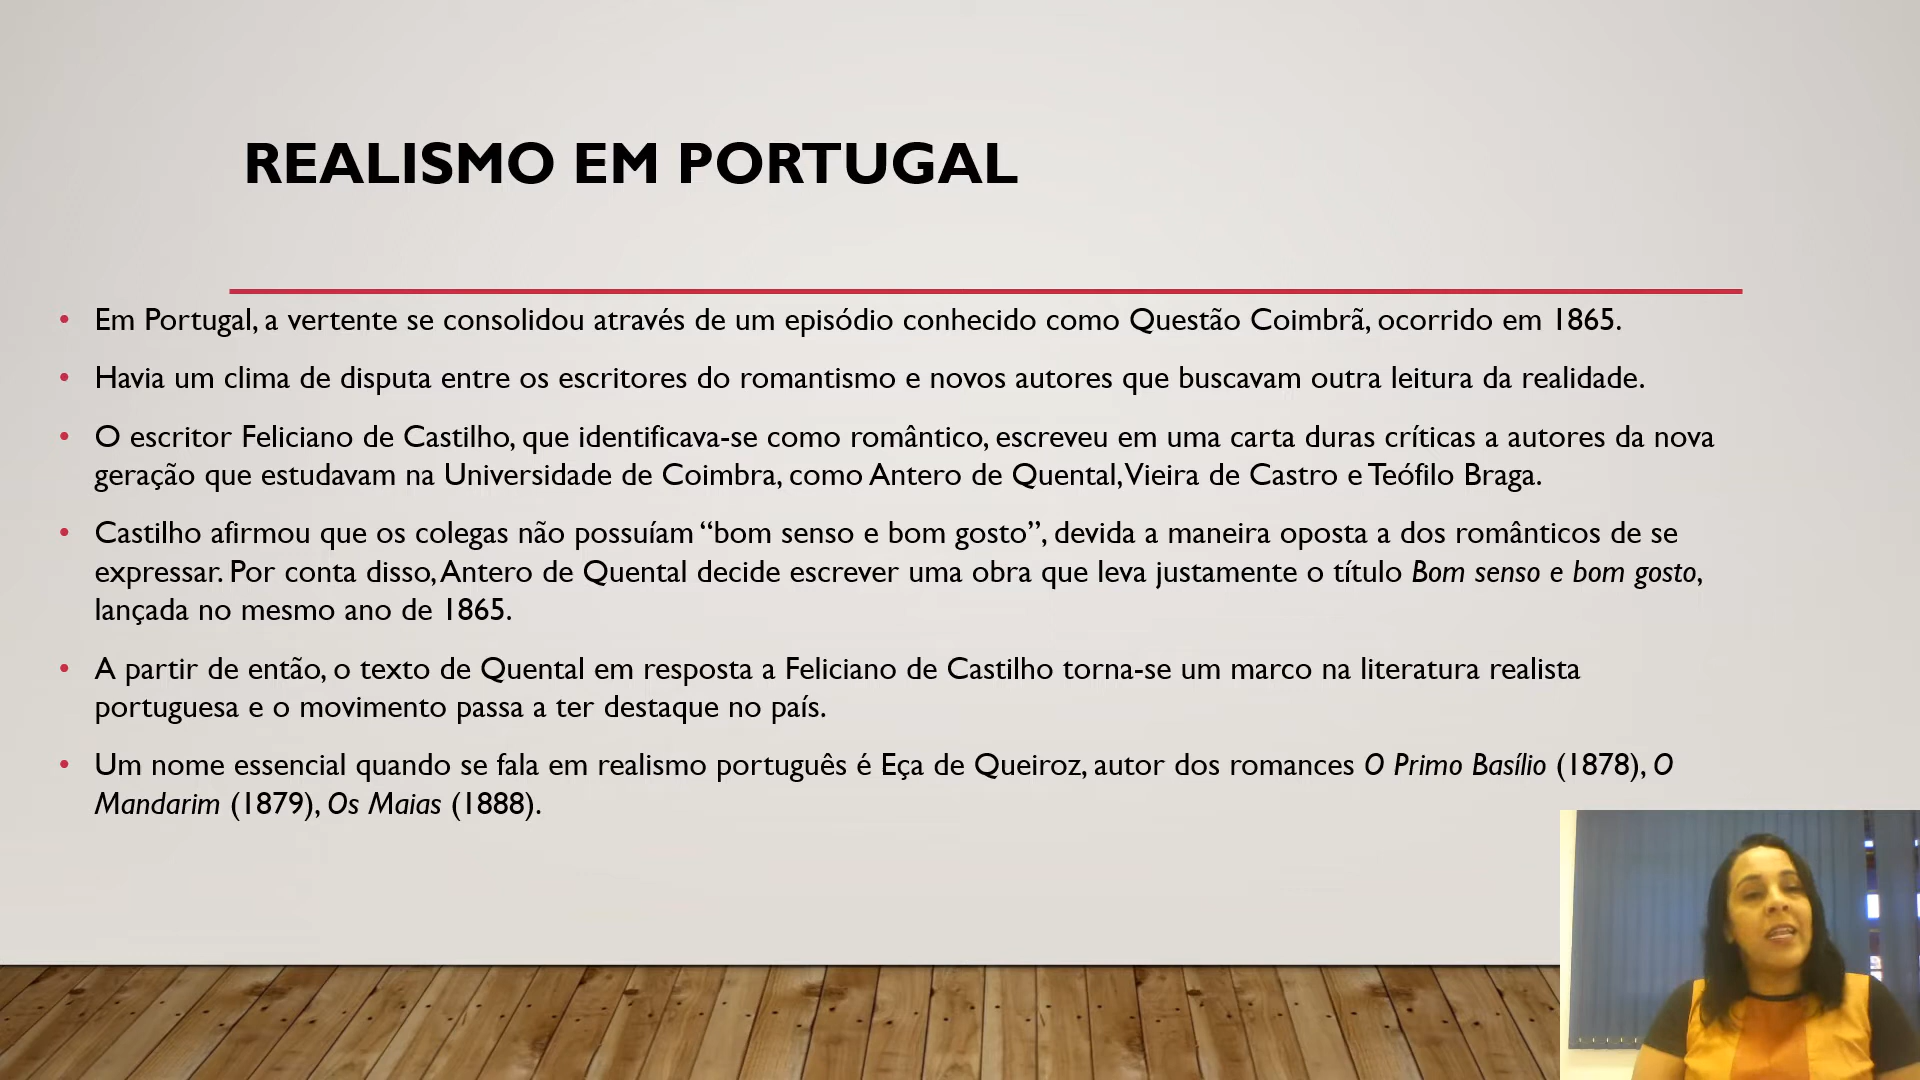 REALISMO EM PORTUGAL
• Em Portugal, a vertente se consolidou através de um episódio conhecido como Questão Coimbrã, ocorrido em 1865.
• Havia um clima de disputa entre os escritores do romantismo e novos autores que buscavam outra leitura da realidade.
• O escritor Feliciano de Castilho, que identificava-se como romântico, escreveu em uma carta duras críticas a autores da nova
geração que estudavam na Universidade de Coimbra, como Antero de Quental, Vieira de Castro e Teófilo Braga.
• Castilho afirmou que os colegas não possuíam “bom senso e bom gosto”, devida a maneira oposta a dos românticos de se
expressar. Por conta disso, Antero de Quental decide escrever uma obra que leva justamente o título Bom senso e bom gosto,
lançada no mesmo ano de 1865.
• A partir de então, o texto de Quental em resposta a Feliciano de Castilho torna-se um marco na literatura realista
portuguesa e o movimento passa a ter destaque no país.
• Um nome essencial quando se fala em realismo português é Eça de Queiroz, autor dos romances O Primo Basílio (1878), O
Mandarim (1879), Os Maias (1888).